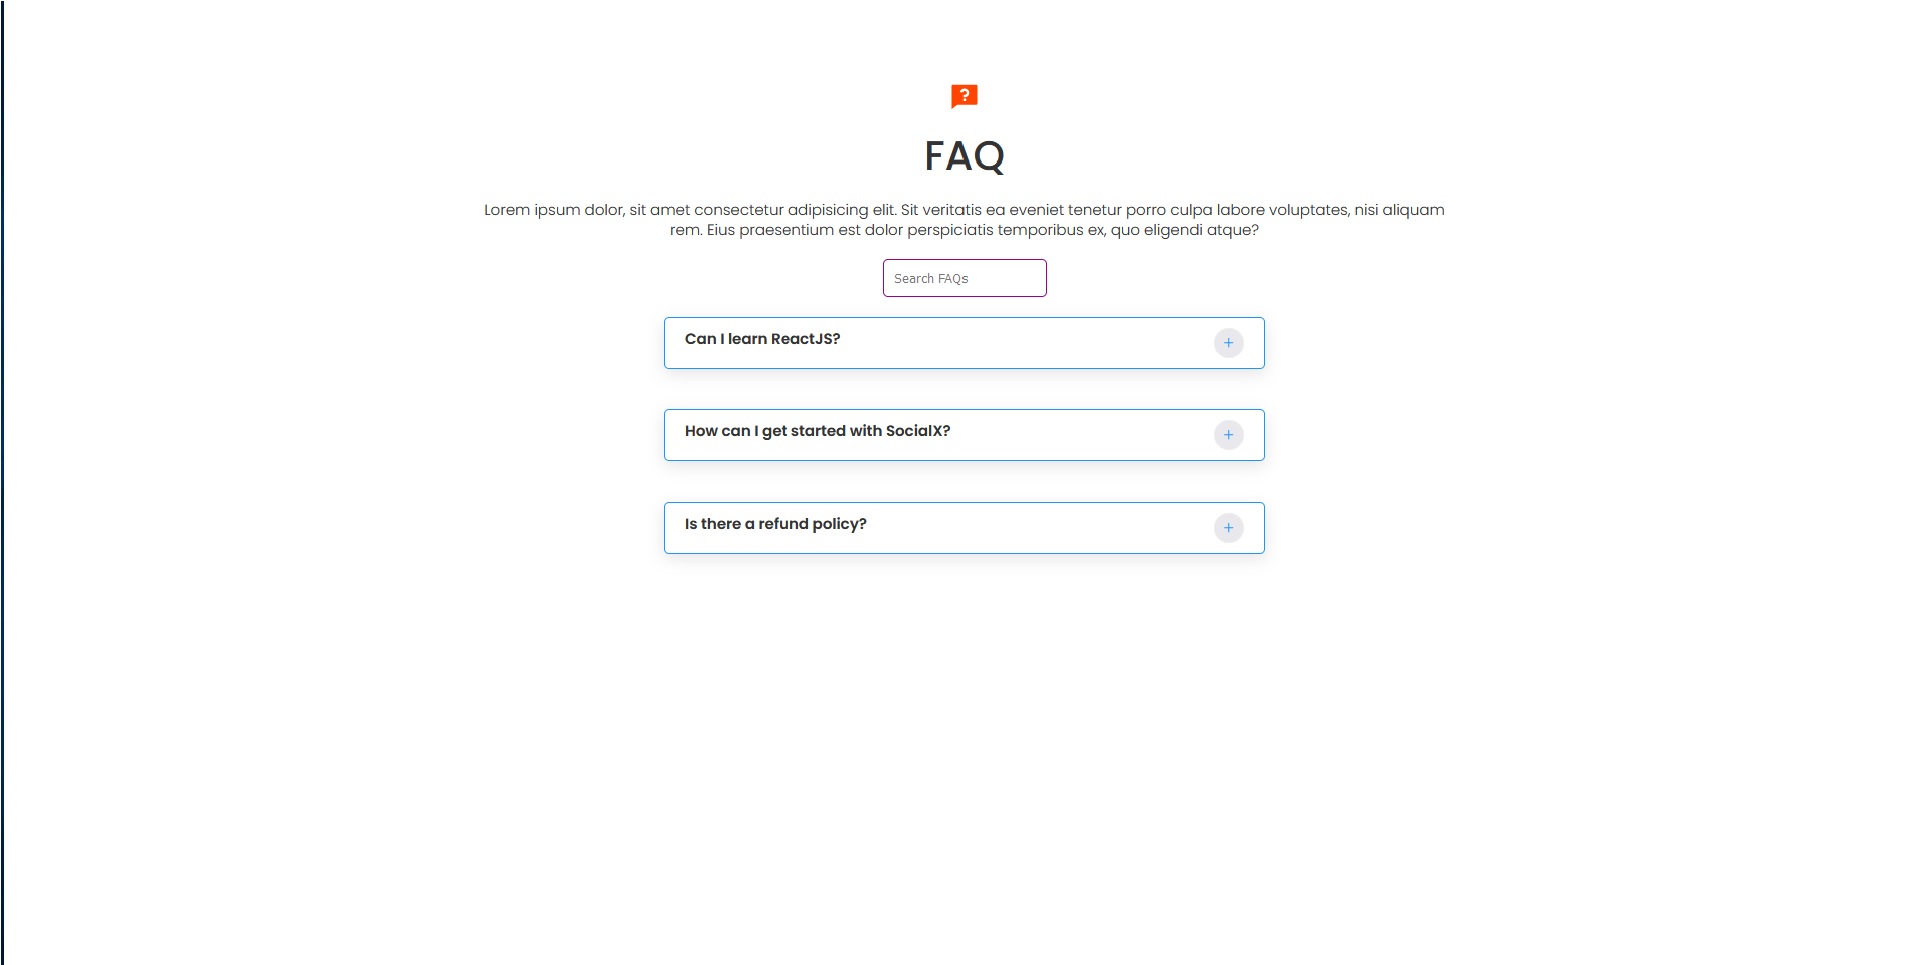 ?
FAQ
Lorem ipsum dolor, sit amet consectetur adipisicing elit. Sit veritatis ea eveniet tenetur porro culpa labore voluptates, nisi aliquam
rem. Eius praesentium est dolor perspiciatis temporibus ex, quo eligendi atque?
Search FAQs
Can I learn ReactJS? +
How can I get started with SocialX? +
Is there a refund policy? +